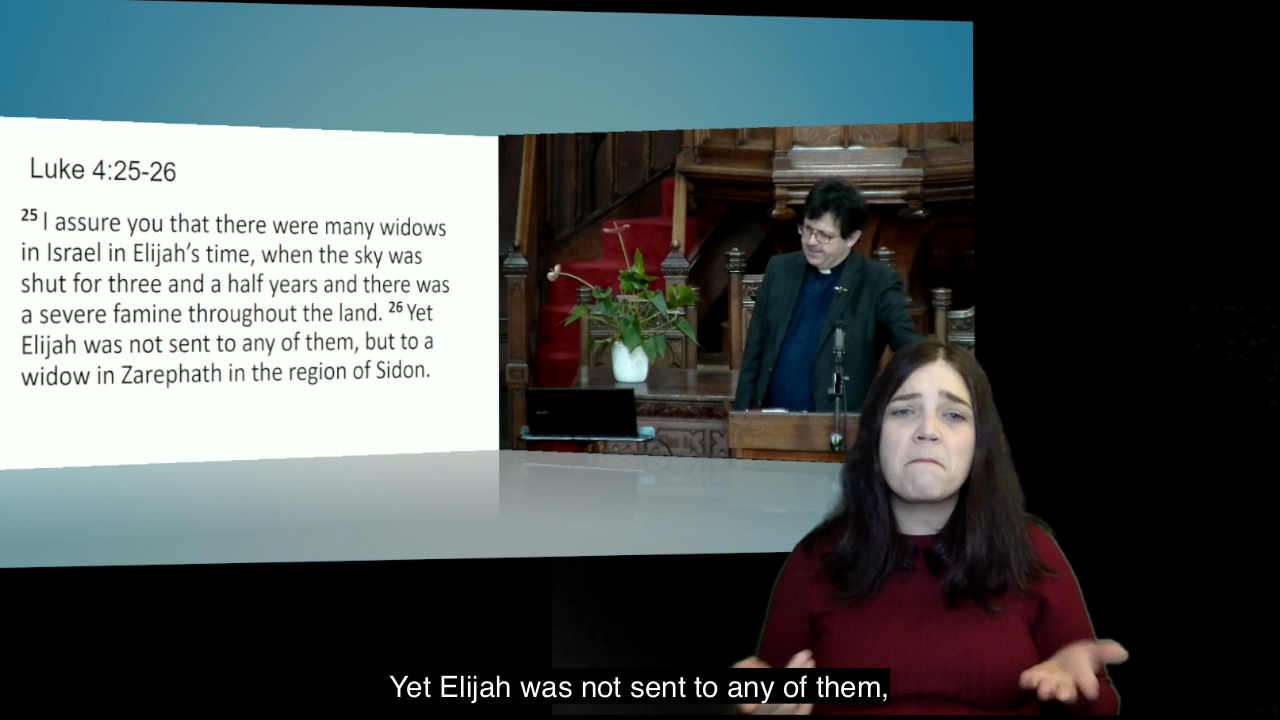 Luke 4:25-26
25 I assure you that there were many widows
in Israel in Elijah’s time, when the sky was
shut for three and a half years and there was
a severe famine throughout the land. 26 Yet
Elijah was not sent to any of them, but to a
widow in Zarephath in the region of Sidon.
Yet Elijah was not sent to any of them,